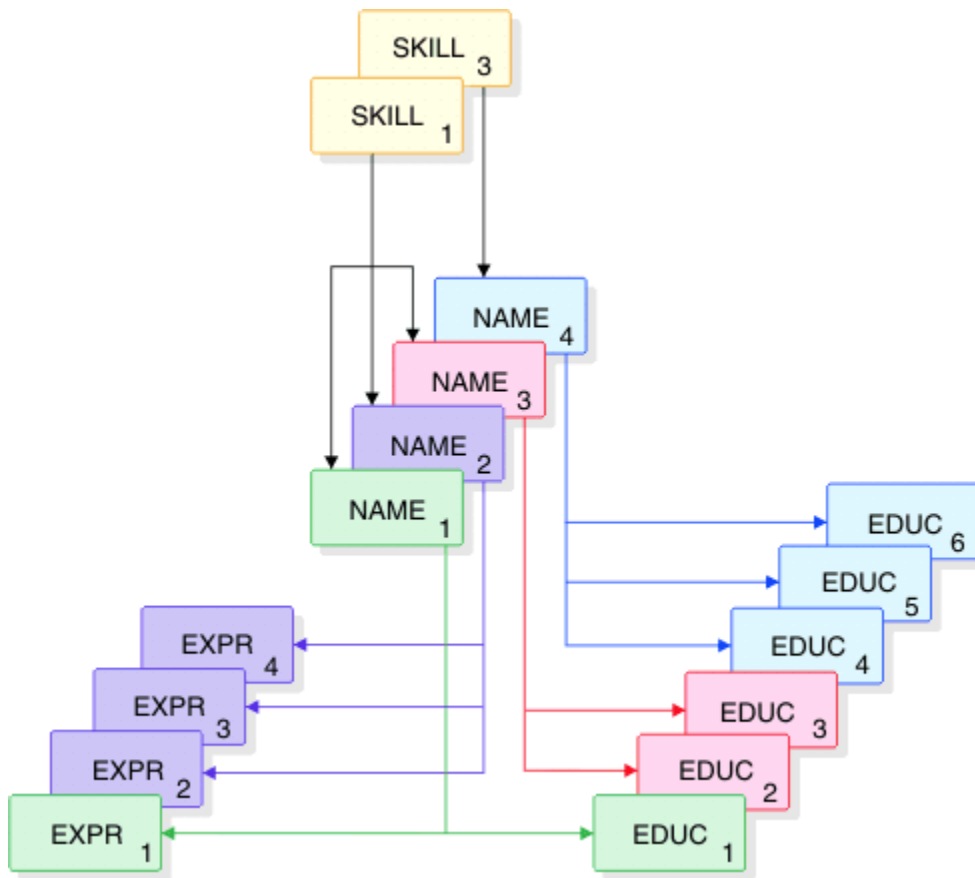 SKILL 3
SKILL 1
NAME 4
NAME 3
NAME 2
NAME 1
EDUC 6
EDUC 5
EXPR 4
EDUC 4
EXPR 3
EDUC 3
EXPR 2
EDUC 2
EXPR 1
EDUC 1